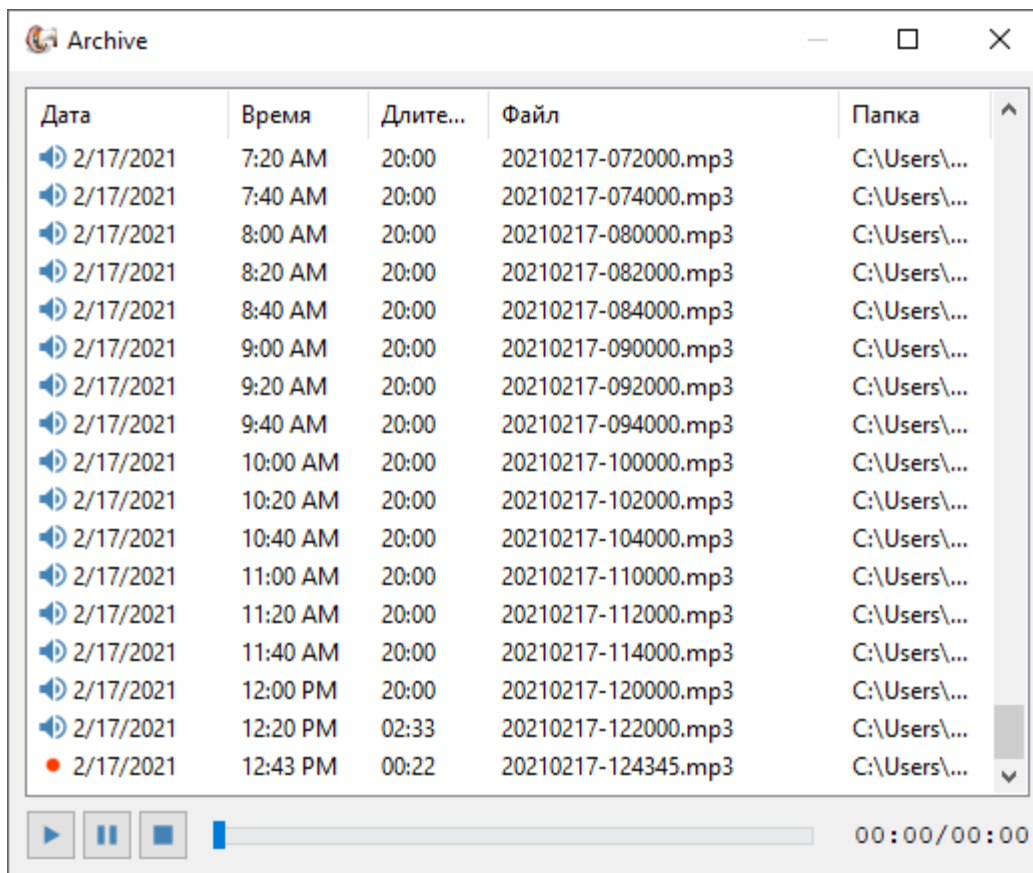 Archive
Дата Время Длите... Файл Папка
2/17/2021 7:20 AM 20:00 20210217-072000.mp3 C:\Users\...
2/17/2021 7:40 AM 20:00 20210217-074000.mp3 C:\Users\...
2/17/2021 8:00 AM 20:00 20210217-080000.mp3 C:\Users\...
2/17/2021 8:20 AM 20:00 20210217-082000.mp3 C:\Users\...
2/17/2021 8:40 AM 20:00 20210217-084000.mp3 C:\Users\...
2/17/2021 9:00 AM 20:00 20210217-090000.mp3 C:\Users\...
2/17/2021 9:20 AM 20:00 20210217-092000.mp3 C:\Users\...
2/17/2021 9:40 AM 20:00 20210217-094000.mp3 C:\Users\...
2/17/2021 10:00 AM 20:00 20210217-100000.mp3 C:\Users\...
2/17/2021 10:20 AM 20:00 20210217-102000.mp3 C:\Users\...
2/17/2021 10:40 AM 20:00 20210217-104000.mp3 C:\Users\...
2/17/2021 11:00 AM 20:00 20210217-110000.mp3 C:\Users\...
2/17/2021 11:20 AM 20:00 20210217-112000.mp3 C:\Users\...
2/17/2021 11:40 AM 20:00 20210217-114000.mp3 C:\Users\...
2/17/2021 12:00 PM 20:00 20210217-120000.mp3 C:\Users\...
2/17/2021 12:20 PM 02:33 20210217-122000.mp3 C:\Users\...
2/17/2021 12:43 PM 00:22 20210217-124345.mp3 C:\Users\...
00:00/00:00